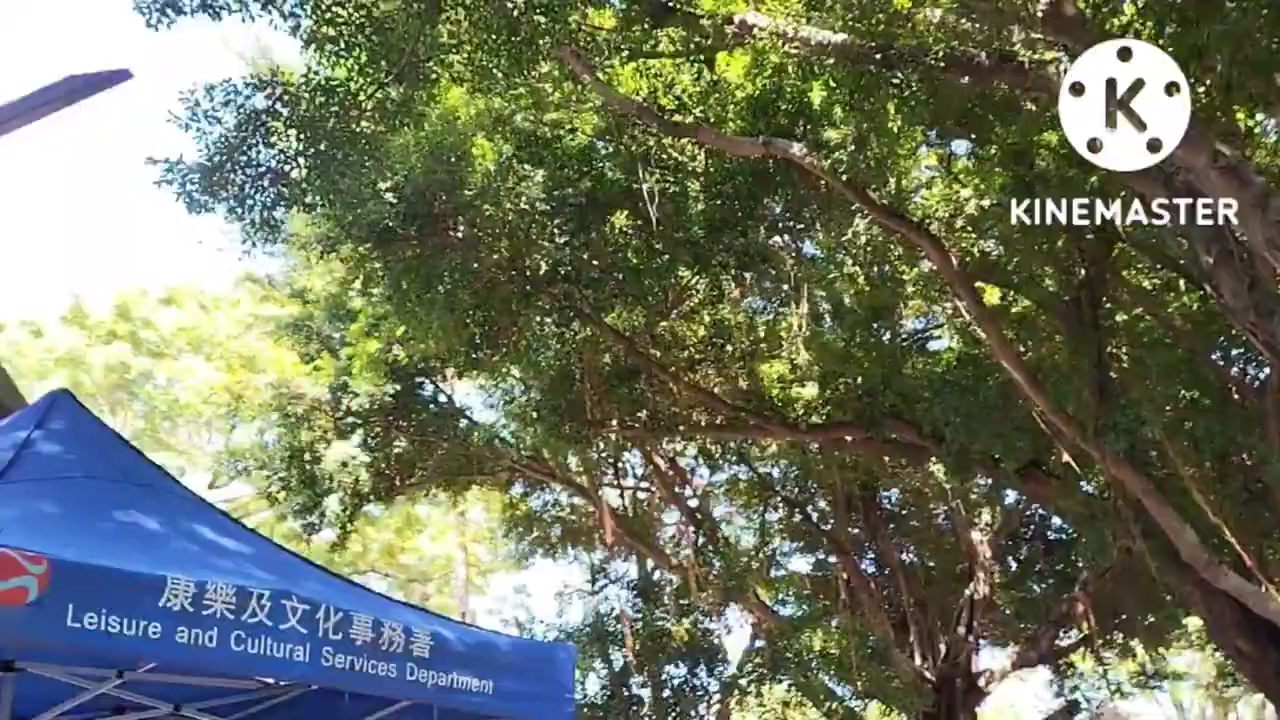 K
KINEMASTER
康樂及文化事務署
Leisure and Cultural Services Department